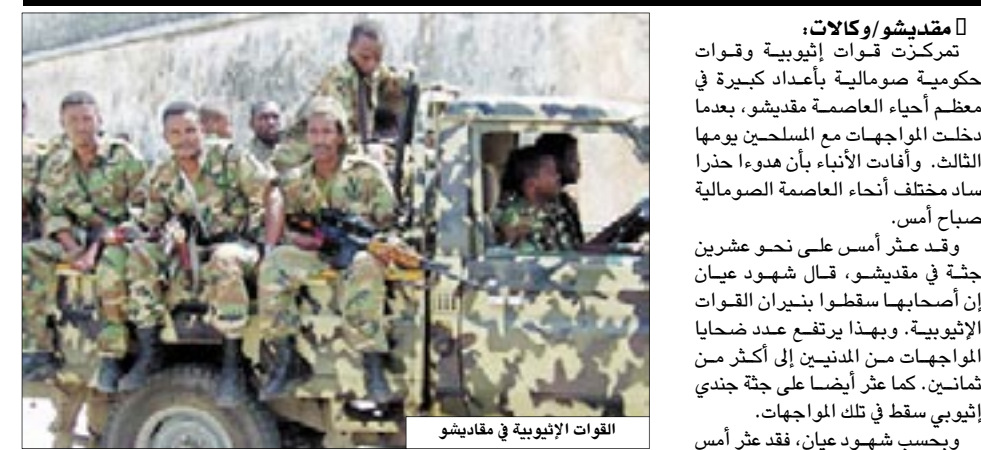 مقديشو/وكالات:
تمركزت قوات إثيوبية وقوات
حكومية صومالية بأعداد كبيرة في
معظم أحياء العاصمة مقديشو، بعدما
دخلت المواجهات مع المسلحين يومها
الثالث. وأفادت الأنباء بأن هدوءا حذرا
ساد مختلف أنحاء العاصمة الصومالية
صباح أمس.
وقد عثر أمس على نحو عشرين
جثة في مقديشو، قال شهود عيان
إن أصحابها سقطوا بنيران القوات
الإثيوبية. وبهذا يرتفع عدد ضحايا
المواجهات من المدنيين إلى أكثر من
ثمانين. كما عثر أيضا على جثة جندي
إثيوبي سقط في تلك المواجهات.
وبحسب شهود عيان، فقد عثر أمس
القوات الإثيوبية في مقاديشو